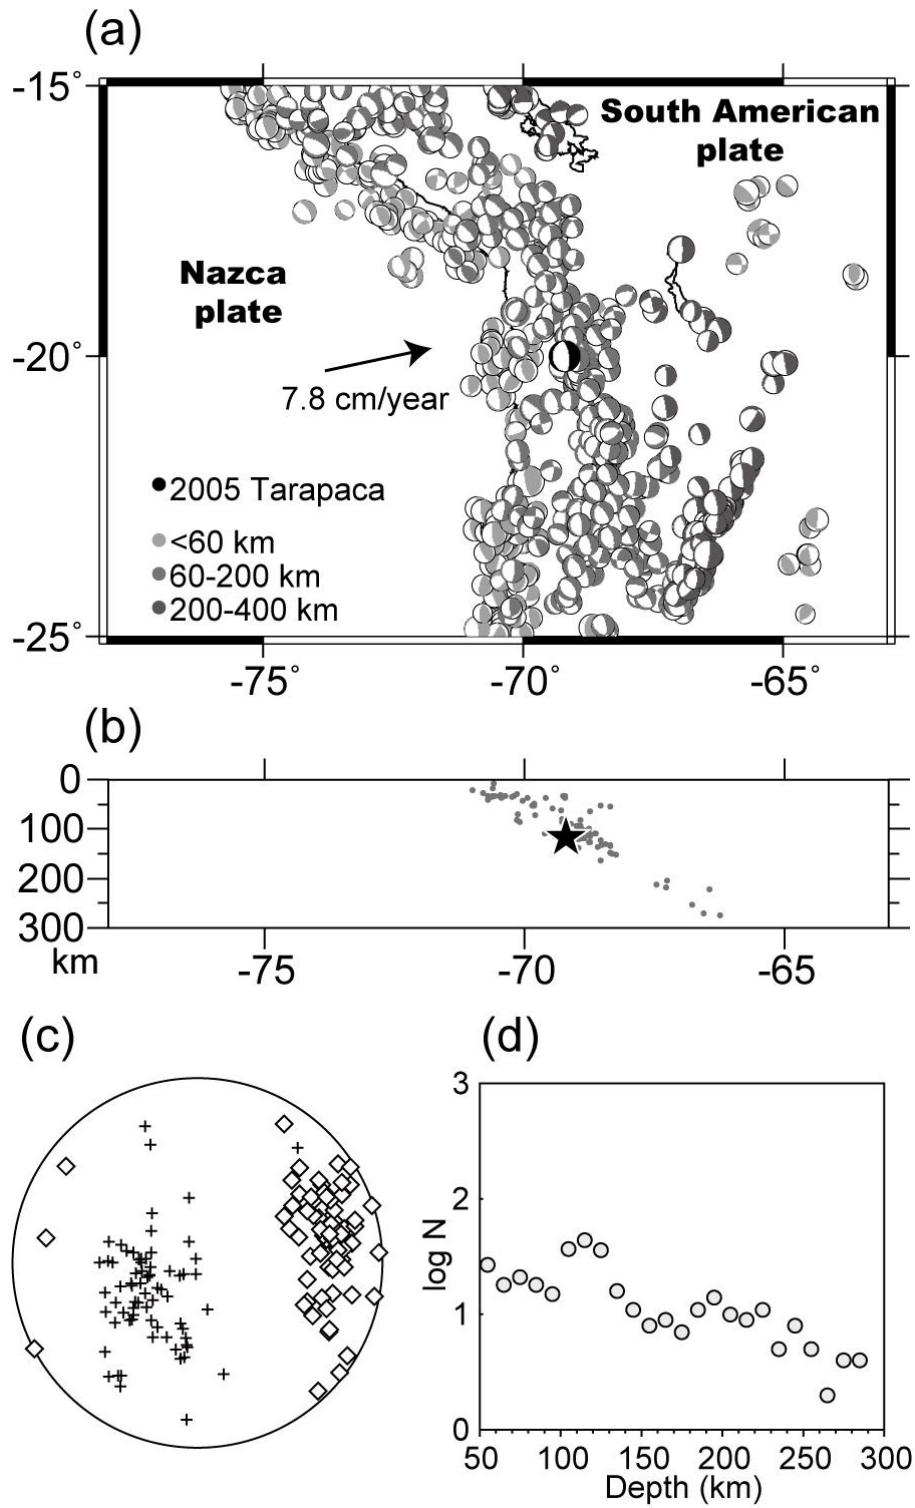 (a)
-15°
South American
plate
Nazca
plate
-20°
7.8 cm/year
2005 Tarapaca
<60 km
60-200 km
200-400 km
-25°
-75° -70° -65°
(b)
0
100
200
300
km
-75 -70 -65
(c) (d)
3
2
log N
1
0
50 100 150 200 250 300
Depth (km)